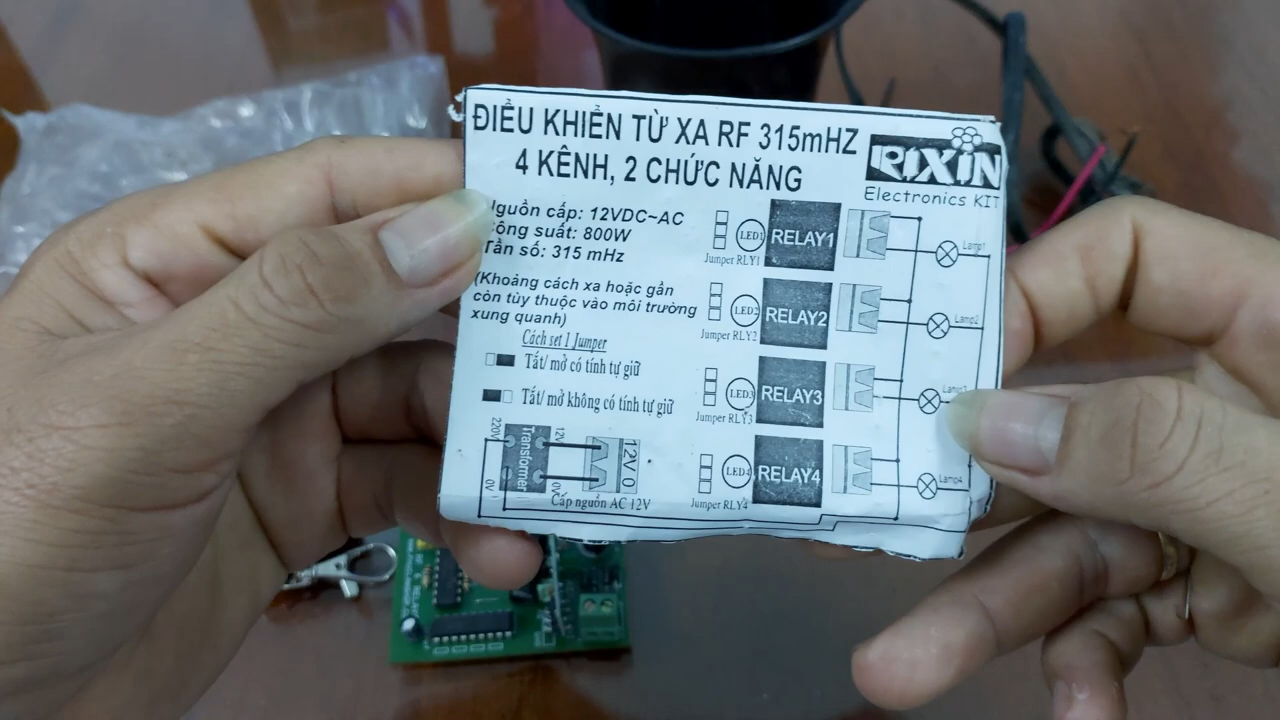 ĐIỀU KHIỂN TỪ XA RF 315mHZ
4 KÊNH, 2 CHỨC NĂNG
RIXIN
Electronics KIT
guồn cấp: 12VDC~AC
ông suất: 800W
Tần số: 315 mHz
(Khoảng cách xa hoặc gần
còn tùy thuộc vào môi trường
xung quanh)
Cách set 1 Jumper
Tắt/ mở có tính tự giữ
Tắt/ mở không có tính tự giữ
220V
0V
Transformer
12V
0V
12V 0
Cấp nguồn AC 12V
LED1
RELAY1
Jumper RLY1
Lamp1
LED2
RELAY2
Jumper RLY2
Lamp2
LED3
RELAY3
Jumper RLY3
Lamp3
LED4
RELAY4
Jumper RLY4
Lamp4